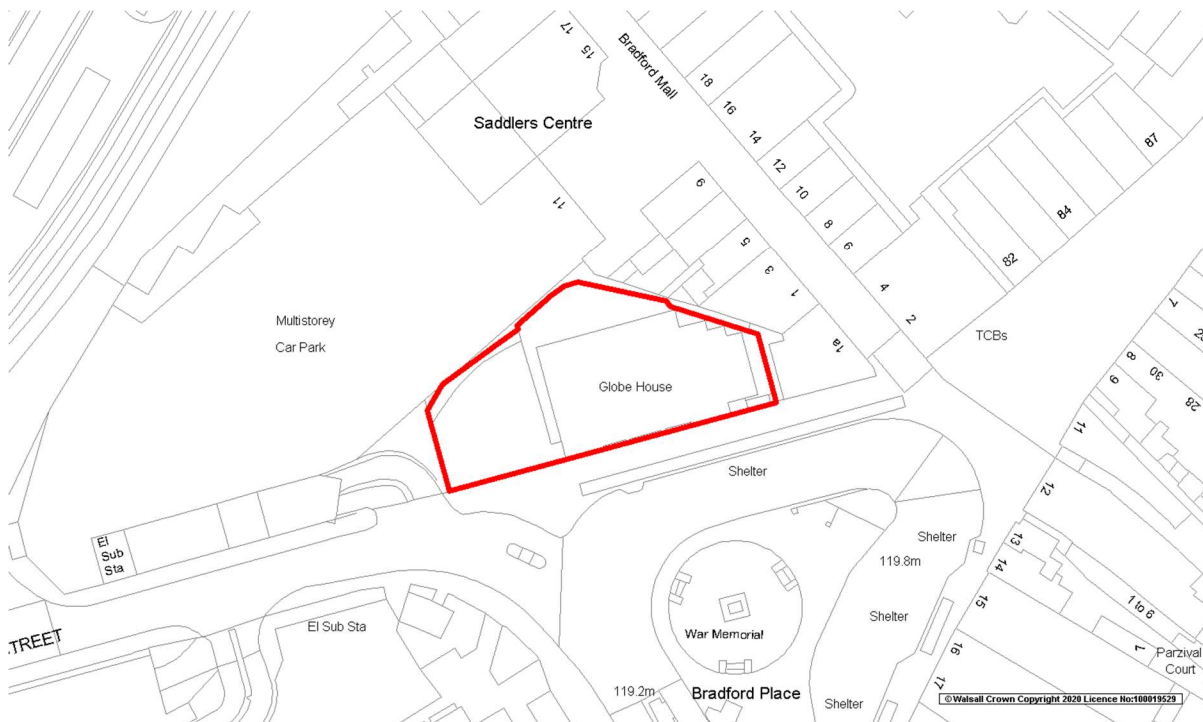 17
15
Bradford Mall
18
16
14
12
10
8
6
4
2
Saddlers Centre
11
9
5
3
1
1a
87
84
82
TCBs
Multistorey
Car Park
Globe House
7
30
28
8
9
11
12
13
14
15
16
17
1 to 6
1
Parzival
Court
Shelter
Shelter
119.8m
Shelter
Shelter
War Memorial
Bradford Place
119.2m
El
Sub
Sta
El Sub Sta
TREET
© Walsall Crown Copyright 2020 Licence No:100019529